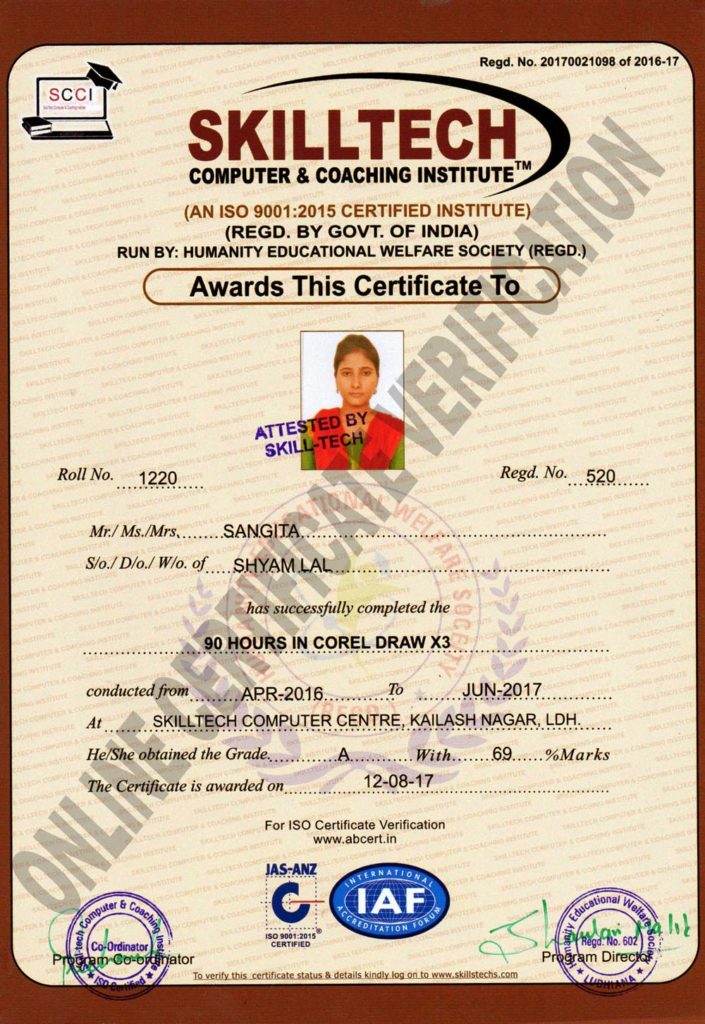 Regd. No. 20170021098 of 2016-17
SCCI
SKILLTECH
COMPUTER & COACHING INSTITUTE™
(AN ISO 9001:2015 CERTIFIED INSTITUTE)
(REGD. BY GOVT. OF INDIA)
RUN BY: HUMANITY EDUCATIONAL WELFARE SOCIETY (REGD.)
Awards This Certificate To
ATTESTED BY
SKILL-TECH
Roll No. 1220 Regd. No. 520
Mr./ Ms./Mrs. SANGITA
S/o./ D/o./ W/o. of SHYAM LAL
has successfully completed the
90 HOURS IN COREL DRAW X3
conducted from APR-2016 To JUN-2017
At SKILLTECH COMPUTER CENTRE, KAILASH NAGAR, LDH.
He/She obtained the Grade A With 69 %Marks
The Certificate is awarded on 12-08-17
For ISO Certificate Verification
www.abcert.in
JAS-ANZ
C
ISO 9001:2015
CERTIFIED
INTERNATIONAL
IAF
ACCREDITATION FORUM
Skill-tech Computer & Coaching Institute
Co-Ordinator
ISO Certified
Program Co-ordinator
Humanity Educational Welfare Society
Regd. No. 602
LUDHIANA
Program Director
To verify this certificate status & details kindly log on to www.skillstechs.com
ONLINE CERTIFICATE VERIFICATION